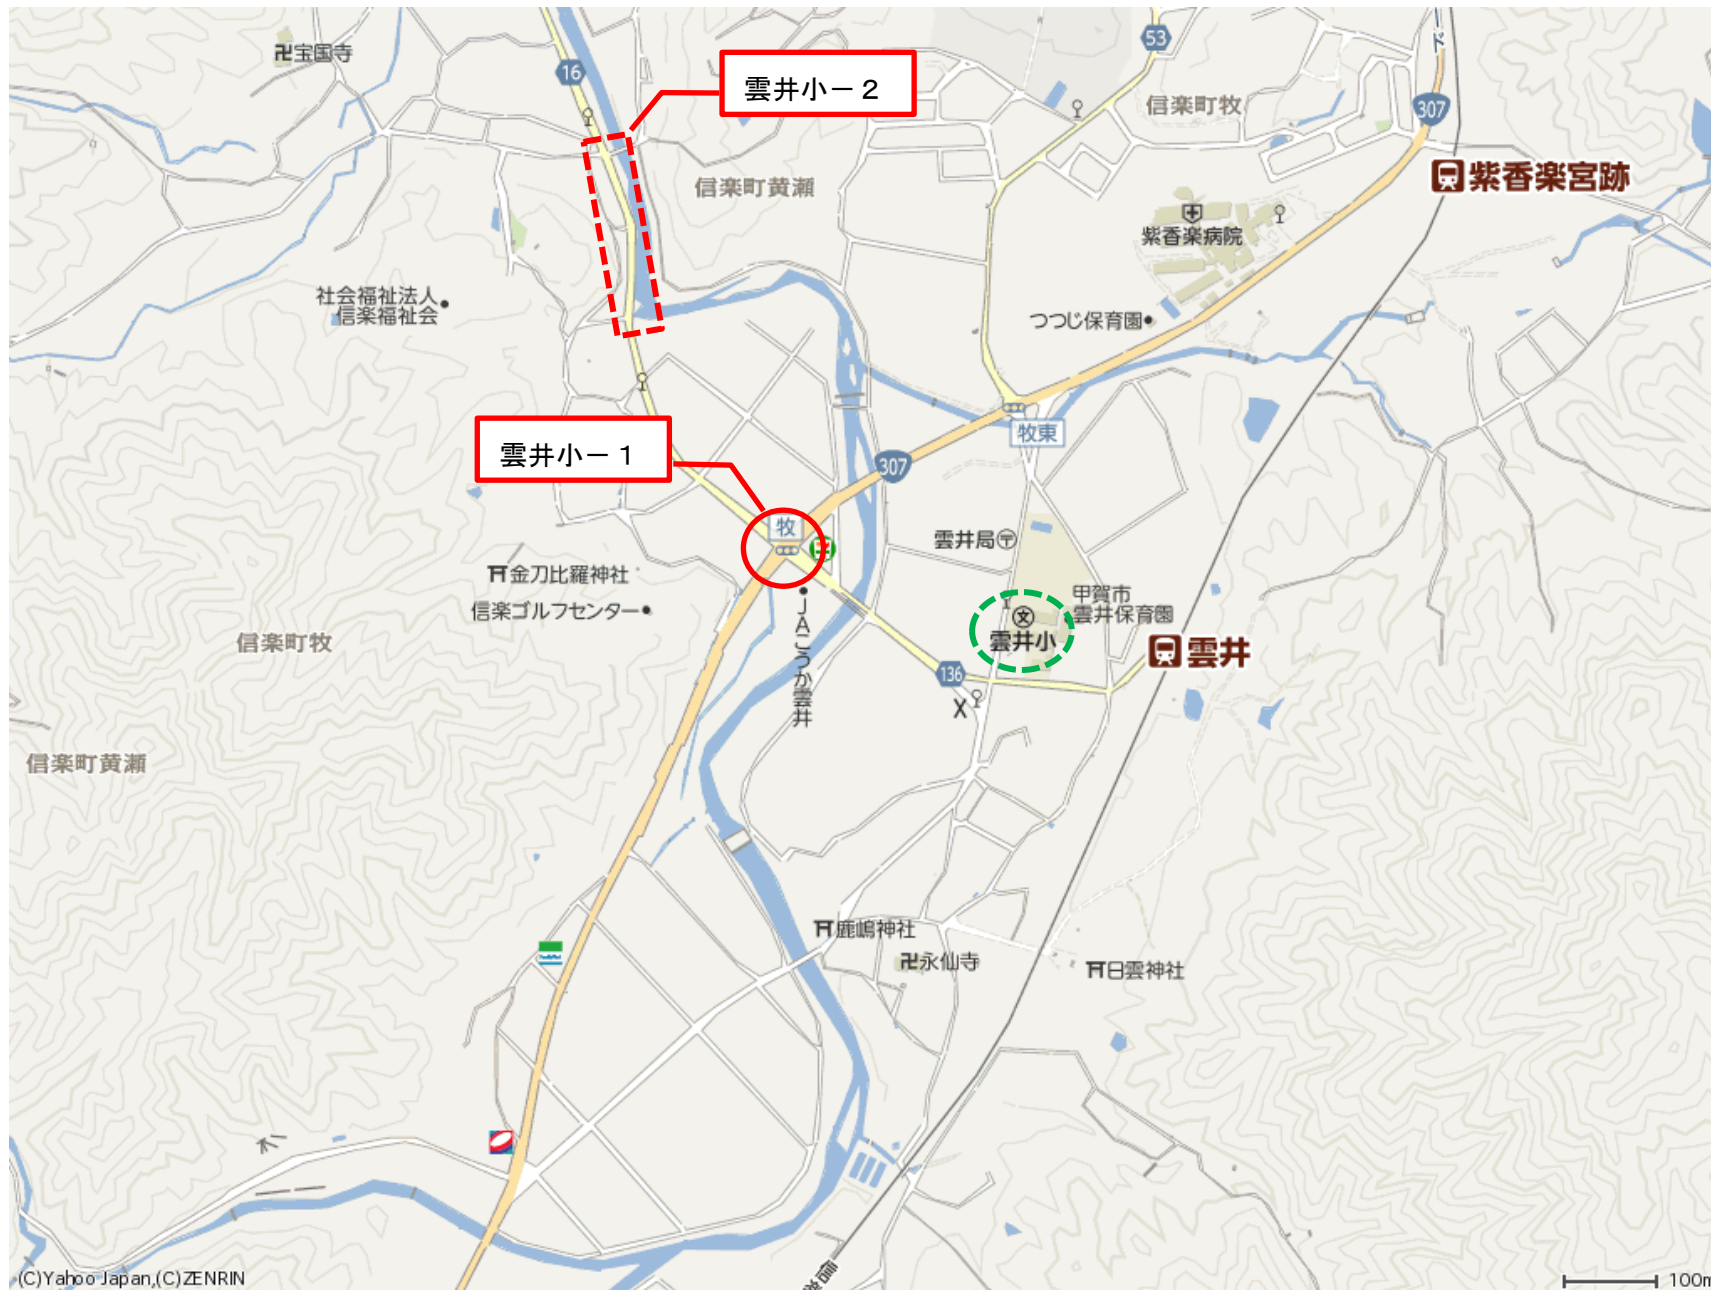 宝国寺
16
53
雲井小－２
信楽町牧
307
紫香楽宮跡
信楽町黄瀬
紫香楽病院
社会福祉法人
信楽福祉会
つつじ保育園
牧東
雲井小－１
307
牧
雲井局
金刀比羅神社
信楽ゴルフセンター
JAこうか雲井
甲賀市
雲井保育園
雲井小
文
信楽町牧
雲井
136
信楽町黄瀬
鹿嶋神社
永仙寺
日雲神社
FamilyMart
(C)Yahoo Japan,(C)ZENRIN
100m